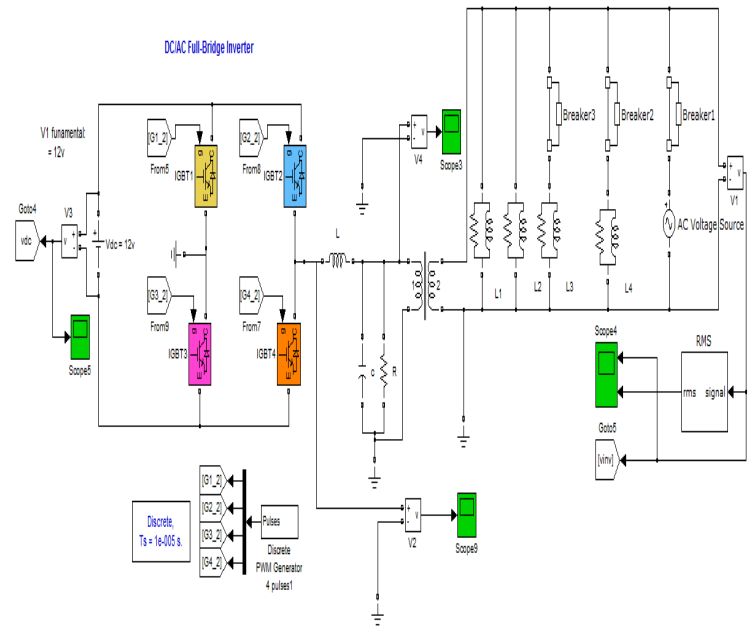 DC/AC Full-Bridge Inverter
V1 funamental:
= 12v
Goto4
vdc
V3
v
+
-
Scope5
+
Vdc = 12v
[G1_2]
From5
IGBT1
g
C
E
[G2_2]
From8
IGBT2
g
C
E
[G3_2]
From9
IGBT3
g
C
E
[G4_2]
From7
IGBT4
g
C
E
L
c
R
+
-
v
V4
Scope3
1
2
Breaker3
Breaker2
Breaker1
+
-
v
V1
L1
L2
L3
L4
+
AC Voltage Source
Scope4
RMS
rms
signal
Goto5
[vinv]
+
-
v
V2
Scope9
Discrete,
Ts = 1e-005 s.
[G1_2]
[G2_2]
[G3_2]
[G4_2]
Pulses
Discrete
PWM Generator
4 pulses1